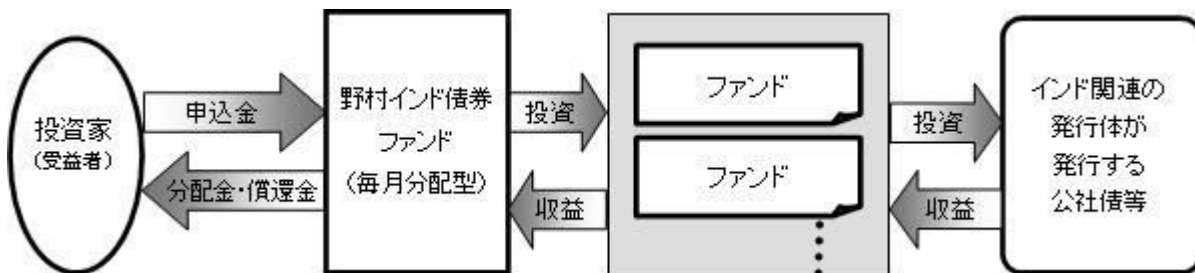 投資家
(受益者)
申込金
分配金・償還金
野村インド債券
ファンド
(毎月分配型)
投資
収益
ファンド
ファンド
投資
収益
インド関連の
発行体が
発行する
公社債等